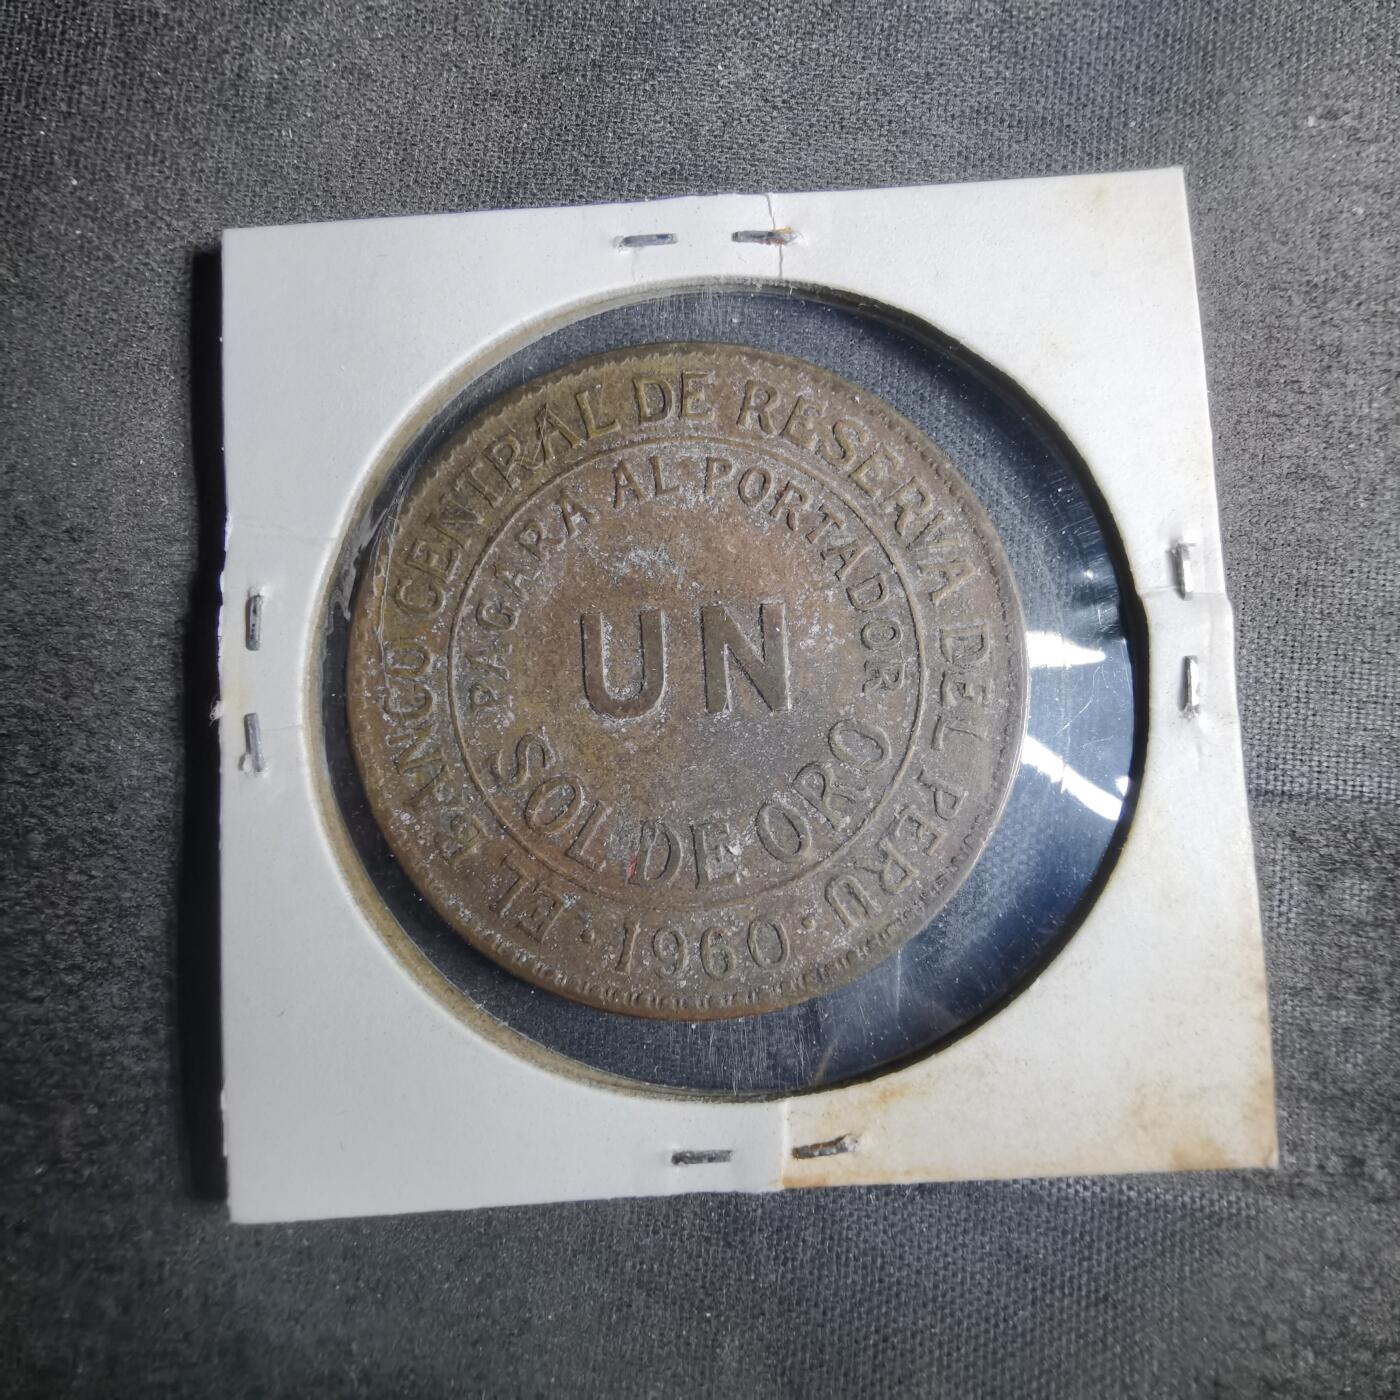 EL BANCO CENTRAL DE RESERVA DEL PERU
PAGARA AL PORTADOR
UN
SOL DE ORO
· 1960 ·